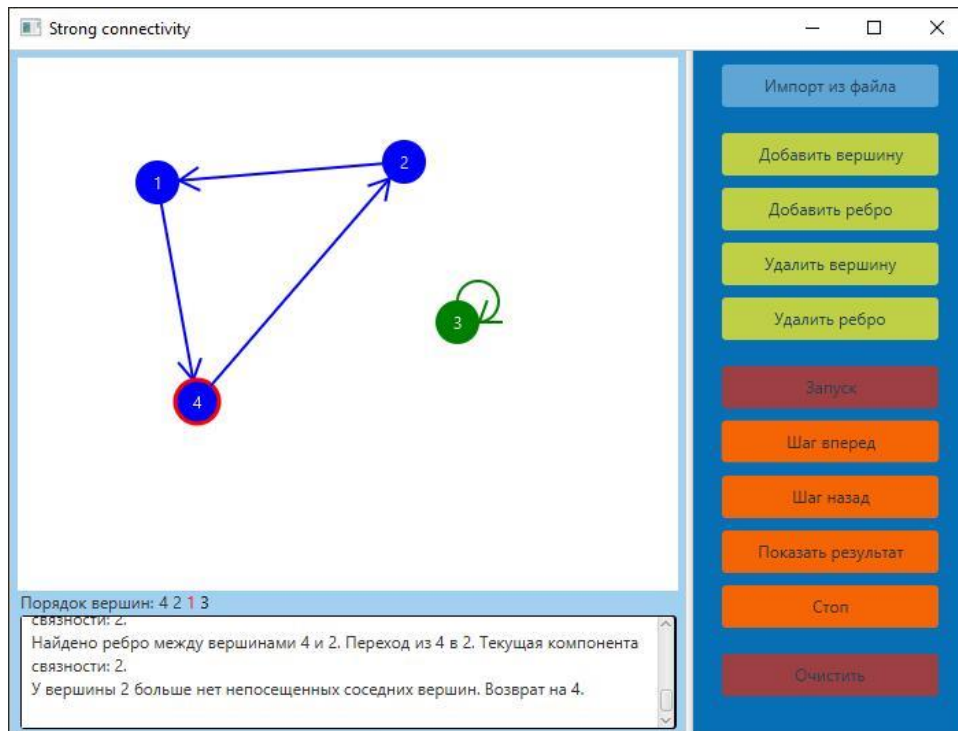 Strong connectivity
1
2
3
4
Порядок вершин: 4 2 1 3
связности: 2.
Найдено ребро между вершинами 4 и 2. Переход из 4 в 2. Текущая компонента
связности: 2.
У вершины 2 больше нет непосещенных соседних вершин. Возврат на 4.
Импорт из файла
Добавить вершину
Добавить ребро
Удалить вершину
Удалить ребро
Запуск
Шаг вперед
Шаг назад
Показать результат
Стоп
Очистить